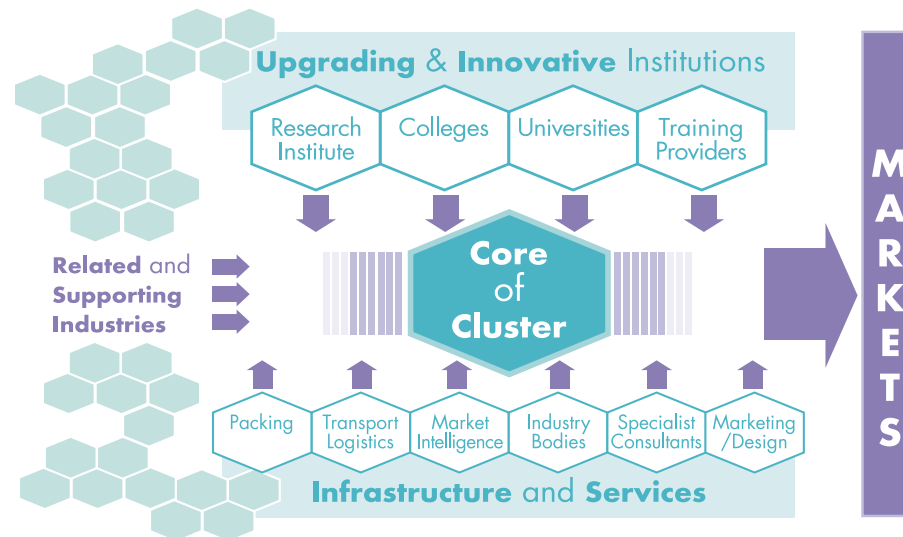 Upgrading & Innovative Institutions
Research
Institute
Colleges
Universities
Training
Providers
Related and
Supporting
Industries
Core
of
Cluster
MARKETS
Packing
Transport
Logistics
Market
Intelligence
Industry
Bodies
Specialist
Consultants
Marketing
/Design
Infrastructure and Services